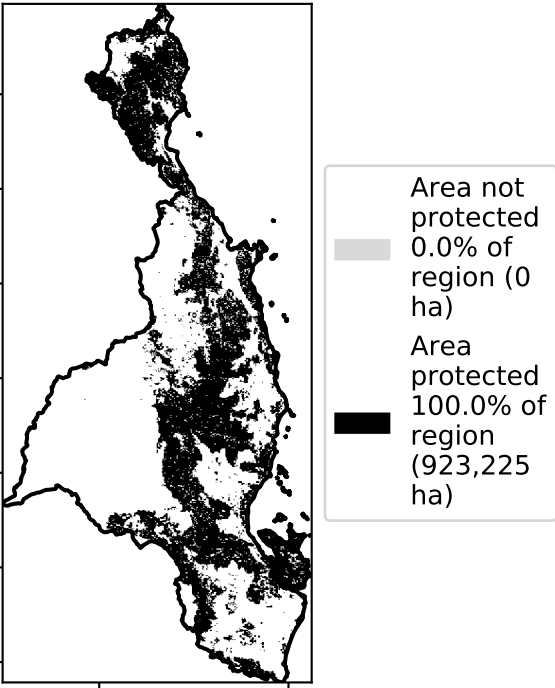 Area not
protected
0.0% of
region (0
ha)
Area
protected
100.0% of
region
(923,225
ha)